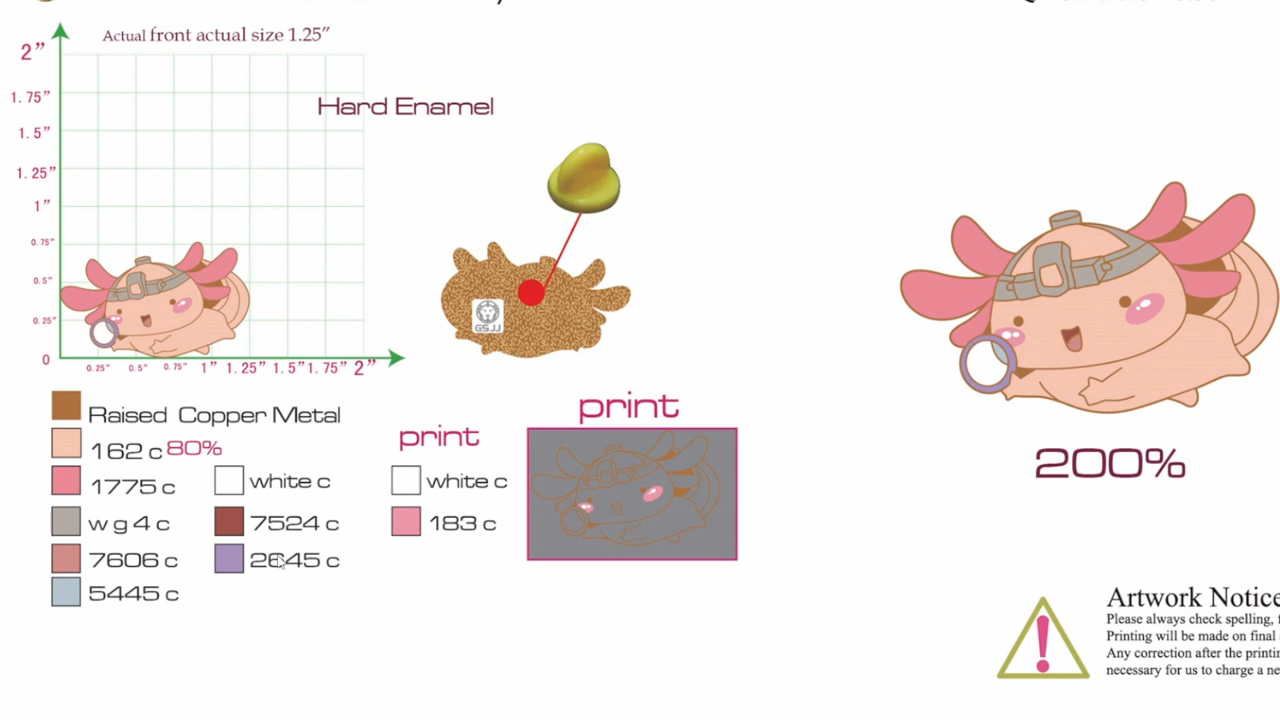 Actual front actual size 1.25”
2”
1.75”
1.5”
1.25”
1”
0.75”
0.5”
0.25”
0
0.25” 0.5” 0.75” 1” 1.25” 1.5” 1.75” 2”
Hard Enamel
GSJJ
Raised Copper Metal
162 c 80%
1775 c
white c
wg4c
7524 c
7606 c
2645 c
5445 c
print
white c
183 c
print
200%
Artwork Notice
Please always check spelling,
Printing will be made on final
Any correction after the printin
necessary for us to charge a ne